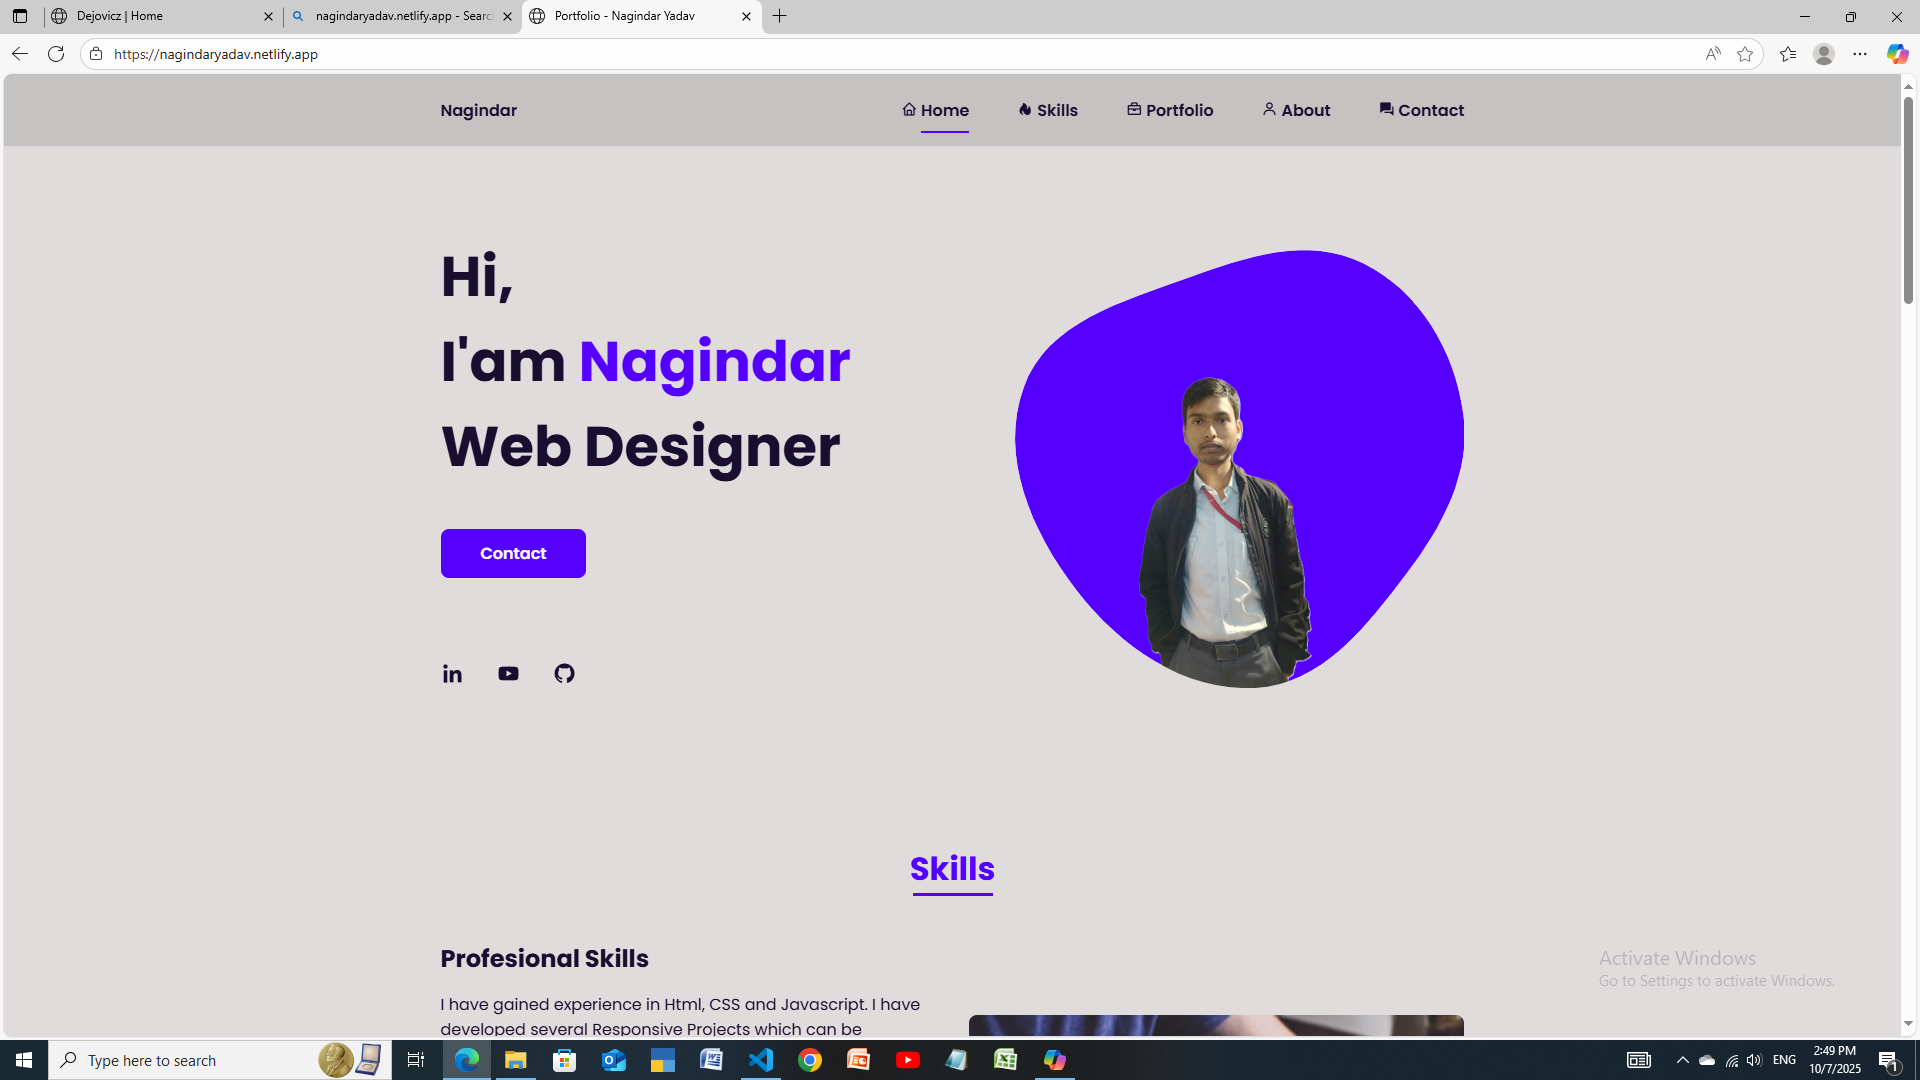 Dejovicz | Home
nagindaryadav.netlify.app - Searc
Portfolio - Nagindar Yadav
https://nagindaryadav.netlify.app
Nagindar
Home
Skills
Portfolio
About
Contact
Hi,
I'am Nagindar
Web Designer
Contact
Skills
Profesional Skills
I have gained experience in Html, CSS and Javascript. I have
developed several Responsive Projects which can be
Activate Windows
Go to Settings to activate Windows.
Type here to search
ENG
2:49 PM
10/7/2025
1